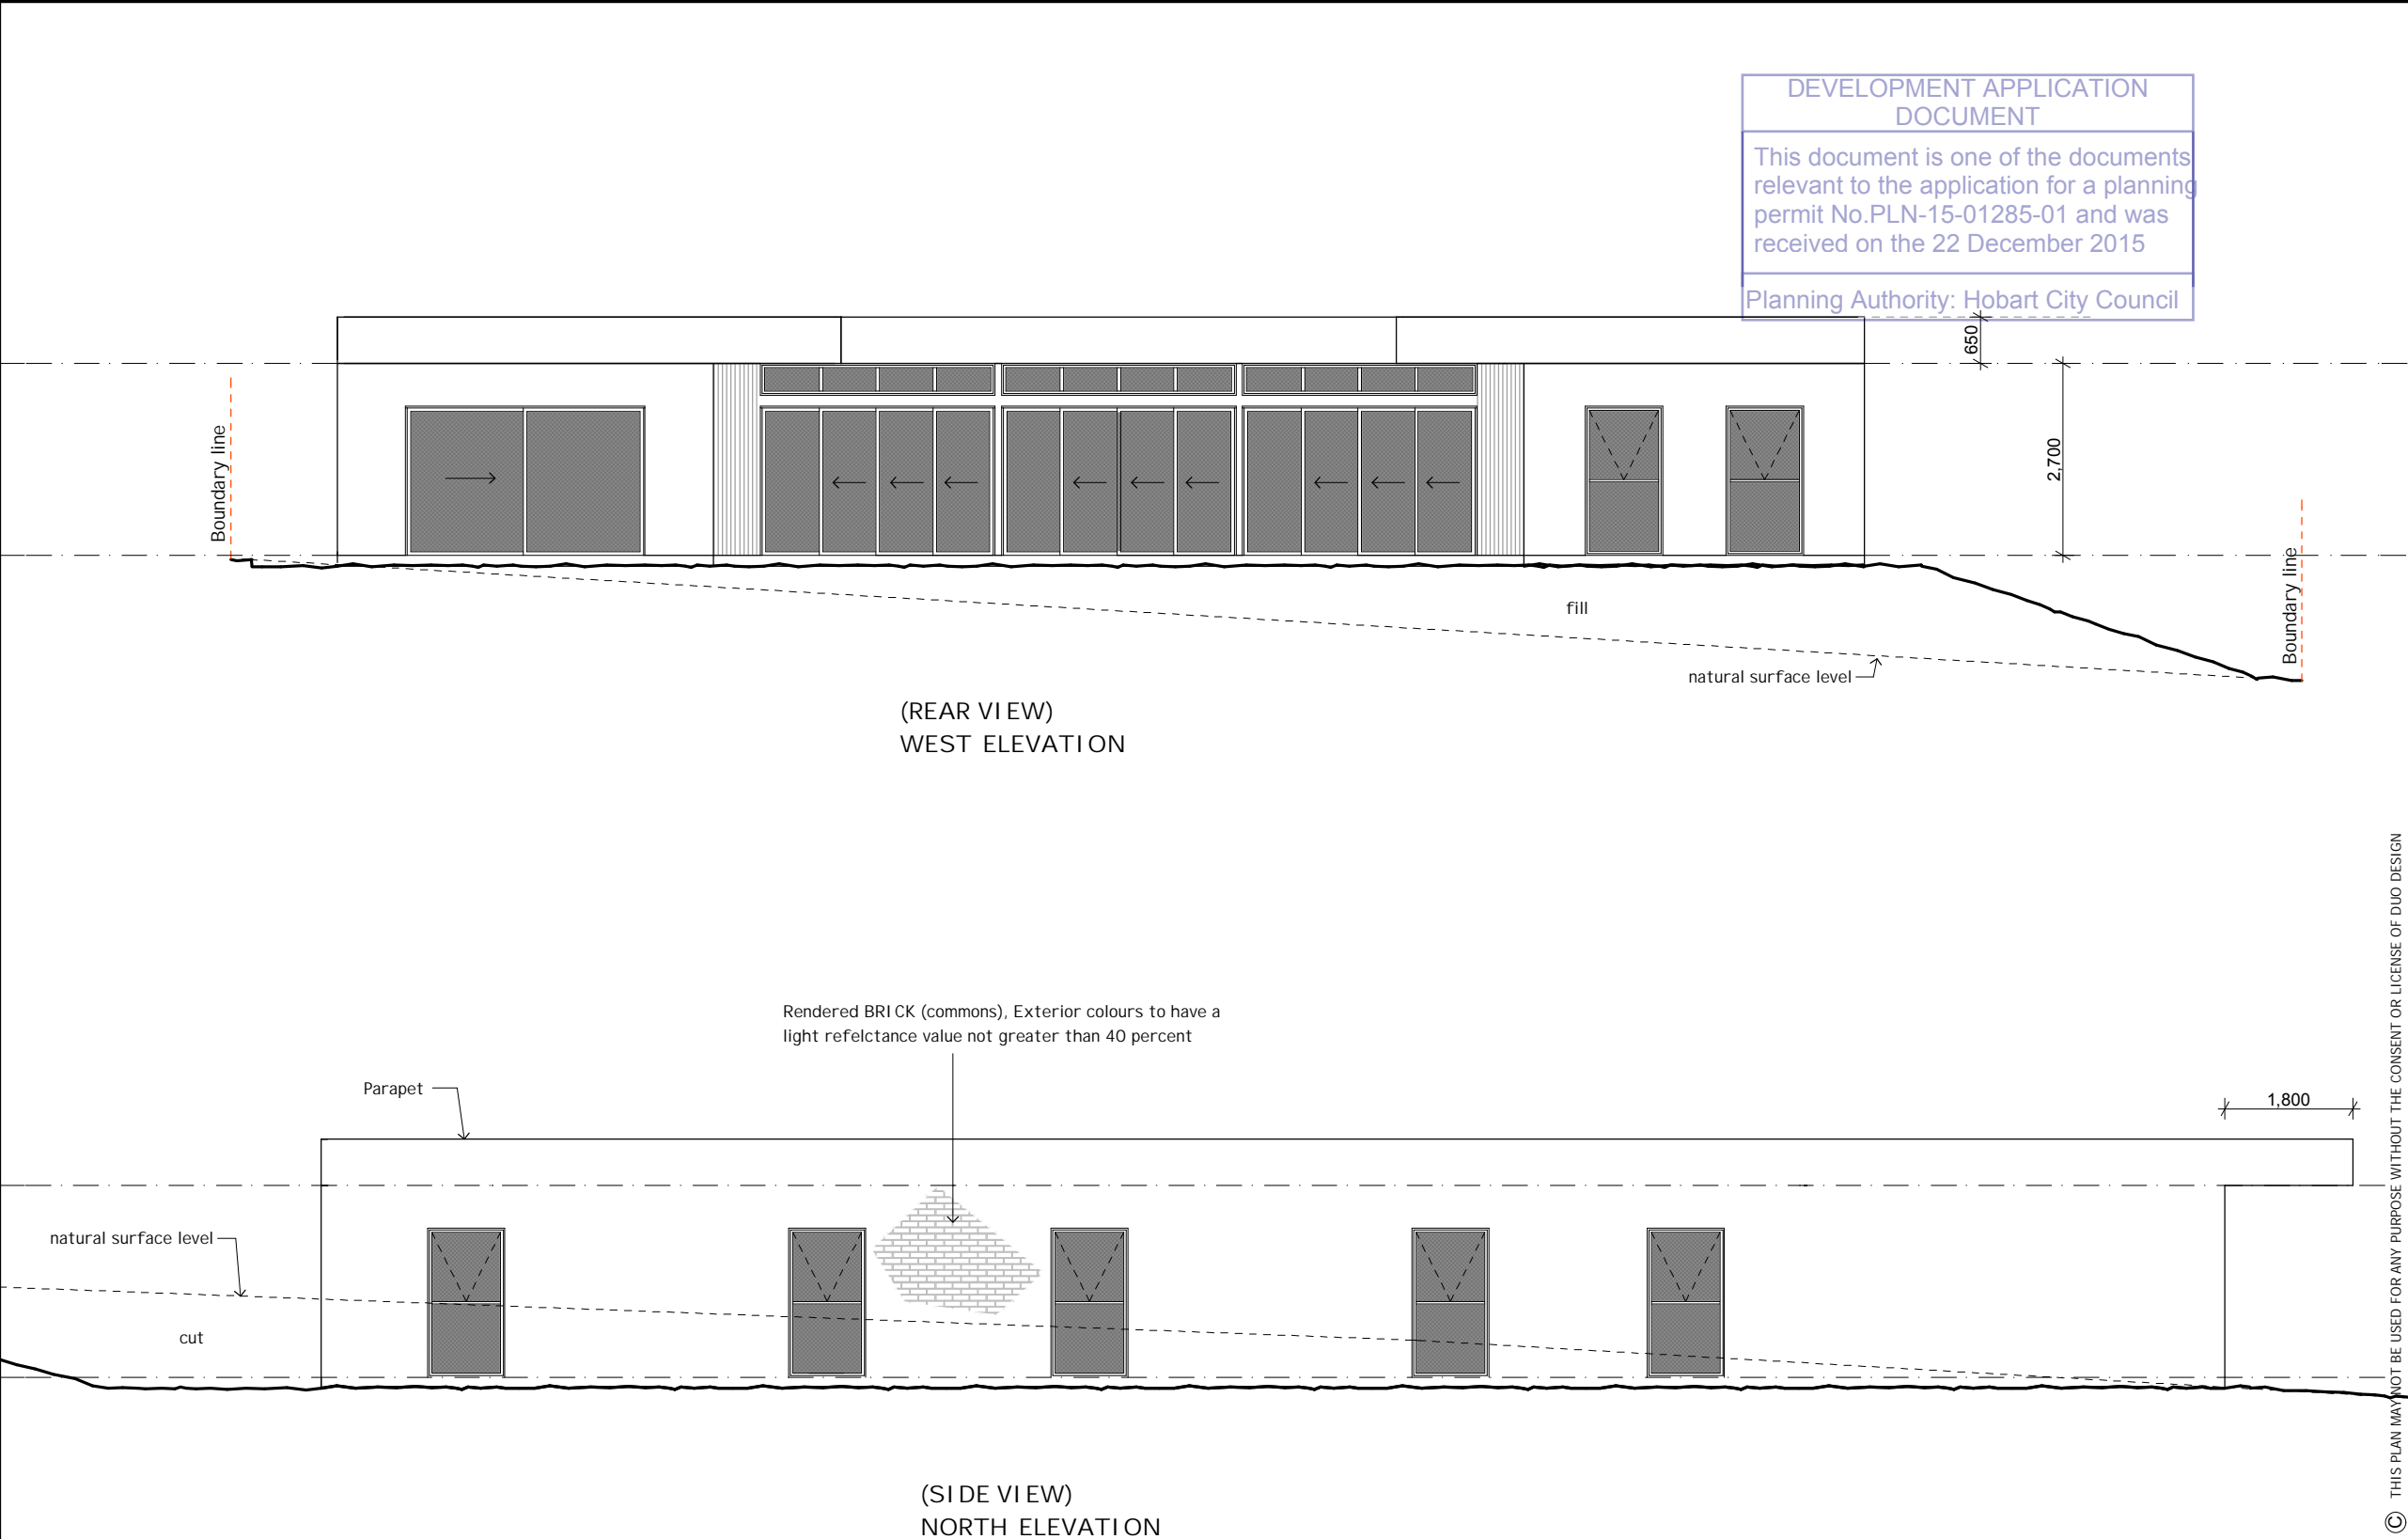 DEVELOPMENT APPLICATION
DOCUMENT
This document is one of the documents
relevant to the application for a planning
permit No.PLN-15-01285-01 and was
received on the 22 December 2015
Planning Authority: Hobart City Council
650
2,700
Boundary line
Boundary line
fill
natural surface level
(REAR VIEW)
WEST ELEVATION
Rendered BRICK (commons), Exterior colours to have a
light refelctance value not greater than 40 percent
Parapet
1,800
natural surface level
cut
(SIDE VIEW)
NORTH ELEVATION
© THIS PLAN MAY NOT BE USED FOR ANY PURPOSE WITHOUT THE CONSENT OR LICENSE OF DUO DESIGN